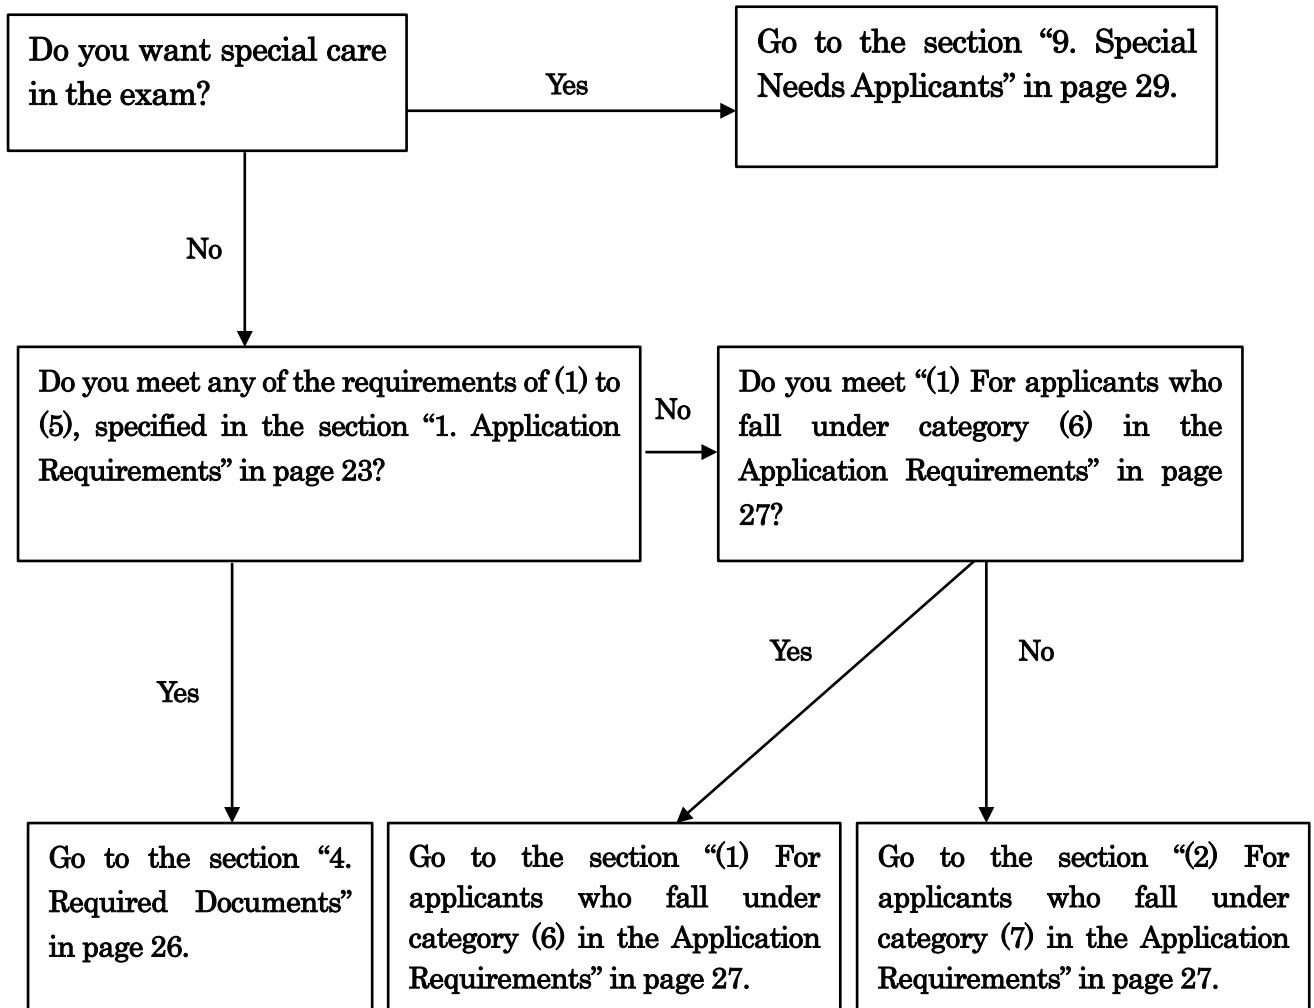 Do you want special care
in the exam?
Yes
Go to the section “9. Special
Needs Applicants” in page 29.
No
Do you meet any of the requirements of (1) to
(5), specified in the section “1. Application
Requirements” in page 23?
No
Do you meet “(1) For applicants who
fall under category (6) in the
Application Requirements” in page
27?
Yes
Yes
No
Go to the section “4.
Required Documents”
in page 26.
Go to the section “(1) For
applicants who fall under
category (6) in the Application
Requirements” in page 27.
Go to the section “(2) For
applicants who fall under
category (7) in the Application
Requirements” in page 27.